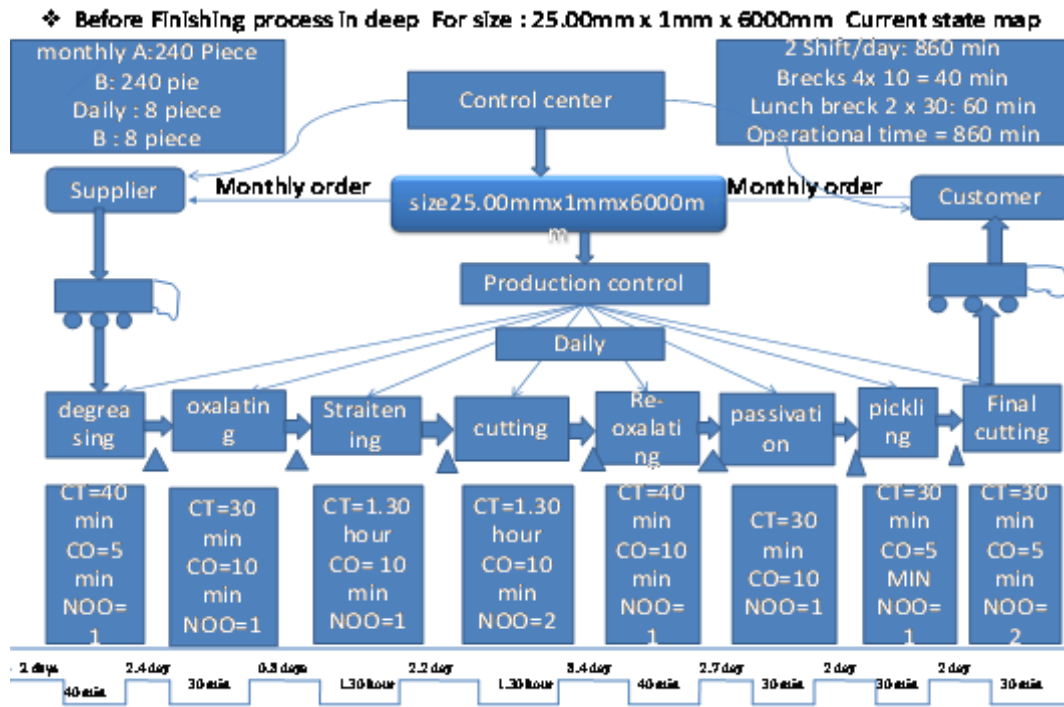 ❖ Before Finishing process in deep For size : 25.00mm x 1mm x 6000mm Current state map
monthly A:240 Piece
B: 240 pie
Daily : 8 piece
B : 8 piece
Control center
2 Shift/day: 860 min
Brecks 4x 10 = 40 min
Lunch breck 2 x 30: 60 min
Operational time = 860 min
Supplier
Monthly order
size25.00mmx1mmx6000m
m
Monthly order
Customer
Production control
Daily
degrea
sing
oxalatin
g
Straiten
ing
cutting
Re-
oxalati
ng
passivati
on
pickli
ng
Final
cutting
CT=40
min
CO=5
min
NOO=
1
CT=30
min
CO=10
min
NOO=1
CT=1.30
hour
CO= 10
min
NOO=1
CT=1.30
hour
CO=10
min
NOO=2
CT=40
min
CO=10
min
NOO=
1
CT=30
min
CO=10
NOO=1
CT=30
min
CO=5
MIN
NOO=
1
CT=30
min
CO=5
min
NOO=
2
2 days
2.4 day
0.8 days
2.2 day
8.4 day
2.7 day
2 day
2 day
40 min
30 min
1.30 hour
1.30 hour
40 min
30 min
30 min
30 min